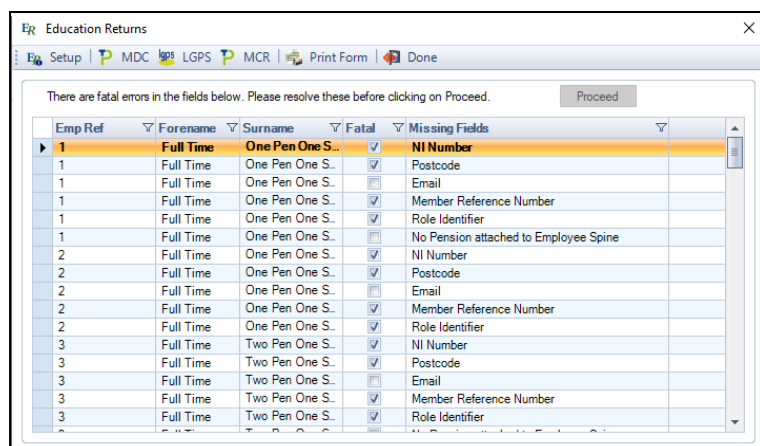 ER Education Returns
ER Setup MDC lgps LGPS MCR Print Form Done
There are fatal errors in the fields below. Please resolve these before clicking on Proceed. Proceed
Emp Ref Forename Surname Fatal Missing Fields
1 Full Time One Pen One S... NI Number
1 Full Time One Pen One S... Postcode
1 Full Time One Pen One S... Email
1 Full Time One Pen One S... Member Reference Number
1 Full Time One Pen One S... Role Identifier
1 Full Time One Pen One S... No Pension attached to Employee Spine
2 Full Time One Pen One S... NI Number
2 Full Time One Pen One S... Postcode
2 Full Time One Pen One S... Email
2 Full Time One Pen One S... Member Reference Number
2 Full Time One Pen One S... Role Identifier
3 Full Time Two Pen One S... NI Number
3 Full Time Two Pen One S... Postcode
3 Full Time Two Pen One S... Email
3 Full Time Two Pen One S... Member Reference Number
3 Full Time Two Pen One S... Role Identifier